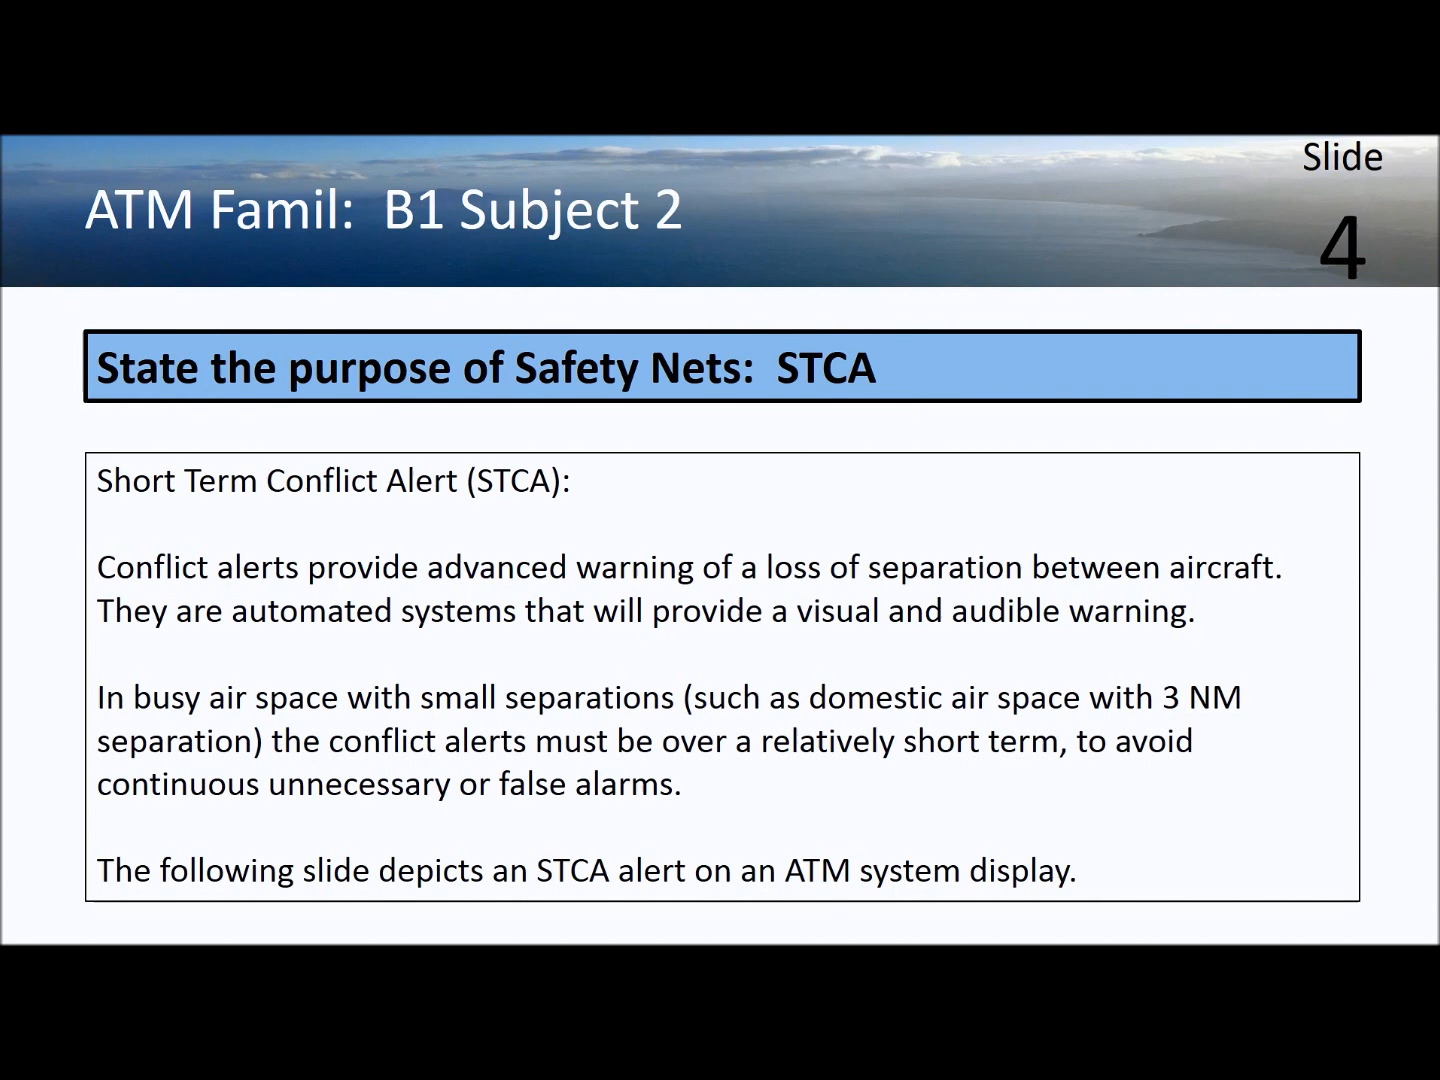 Slide
ATM Famil:  B1 Subject 2
4
State the purpose of Safety Nets:  STCA
Short Term Conflict Alert (STCA):
Conflict alerts provide advanced warning of a loss of separation between aircraft.
They are automated systems that will provide a visual and audible warning.
In busy air space with small separations (such as domestic air space with 3 NM
separation) the conflict alerts must be over a relatively short term, to avoid
continuous unnecessary or false alarms.
The following slide depicts an STCA alert on an ATM system display.